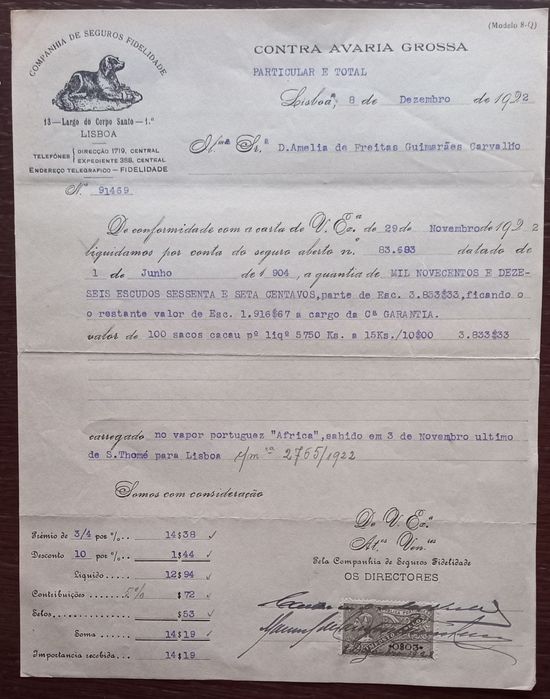 (Modelo 8-Q)
COMPANHIA DE SEGUROS FIDELIDADE
13—Largo do Corpo Santo—1.º
LISBOA
TELEFÓNES DIRECÇÃO 1719, CENTRAL
EXPEDIENTE 388, CENTRAL
ENDEREÇO TELEGRAFICO — FIDELIDADE
CONTRA AVARIA GROSSA
PARTICULAR E TOTAL
Lisboa, 8 de Dezembro de 1922
Il.ma Sr.a D.Amelia de Freitas Guimarães Carvalho
N.º 91469
De conformidade com a carta de V. Ex.a de 29 de Novembro de 1922
liquidamos por conta do seguro aberto n.º 83.683 datado de
1 de Junho de 1904, a quantia de MIL NOVECENTOS E DEZE-
SEIS ESCUDOS SESSENTA E SETA CENTAVOS,parte de Esc. 3.833$33,ficando o
o restante valor de Esc. 1.916$67 a cargo da Cª GARANTIA.
valor de 100 sacos cacau pº liqº 5750 Ks. a 15Ks./10$00 3.833$33
carregado no vapor portuguez "Africa",sahido em 3 de Novembro ultimo
de S.Thomé para Lisboa 2765/1922
Somos com consideração
De V. Ex.a
At.os Ven.res
Pela Companhia de Seguros Fidelidade
OS DIRECTORES
Prémio de 3/4 por %.. 14$38
Desconto 10 por %... 1$44
Liquido.... 12$94
Contribuições 5% $72
Selos............... $53
Soma.... 14$19
Importancia recebida... 14$19
0$03